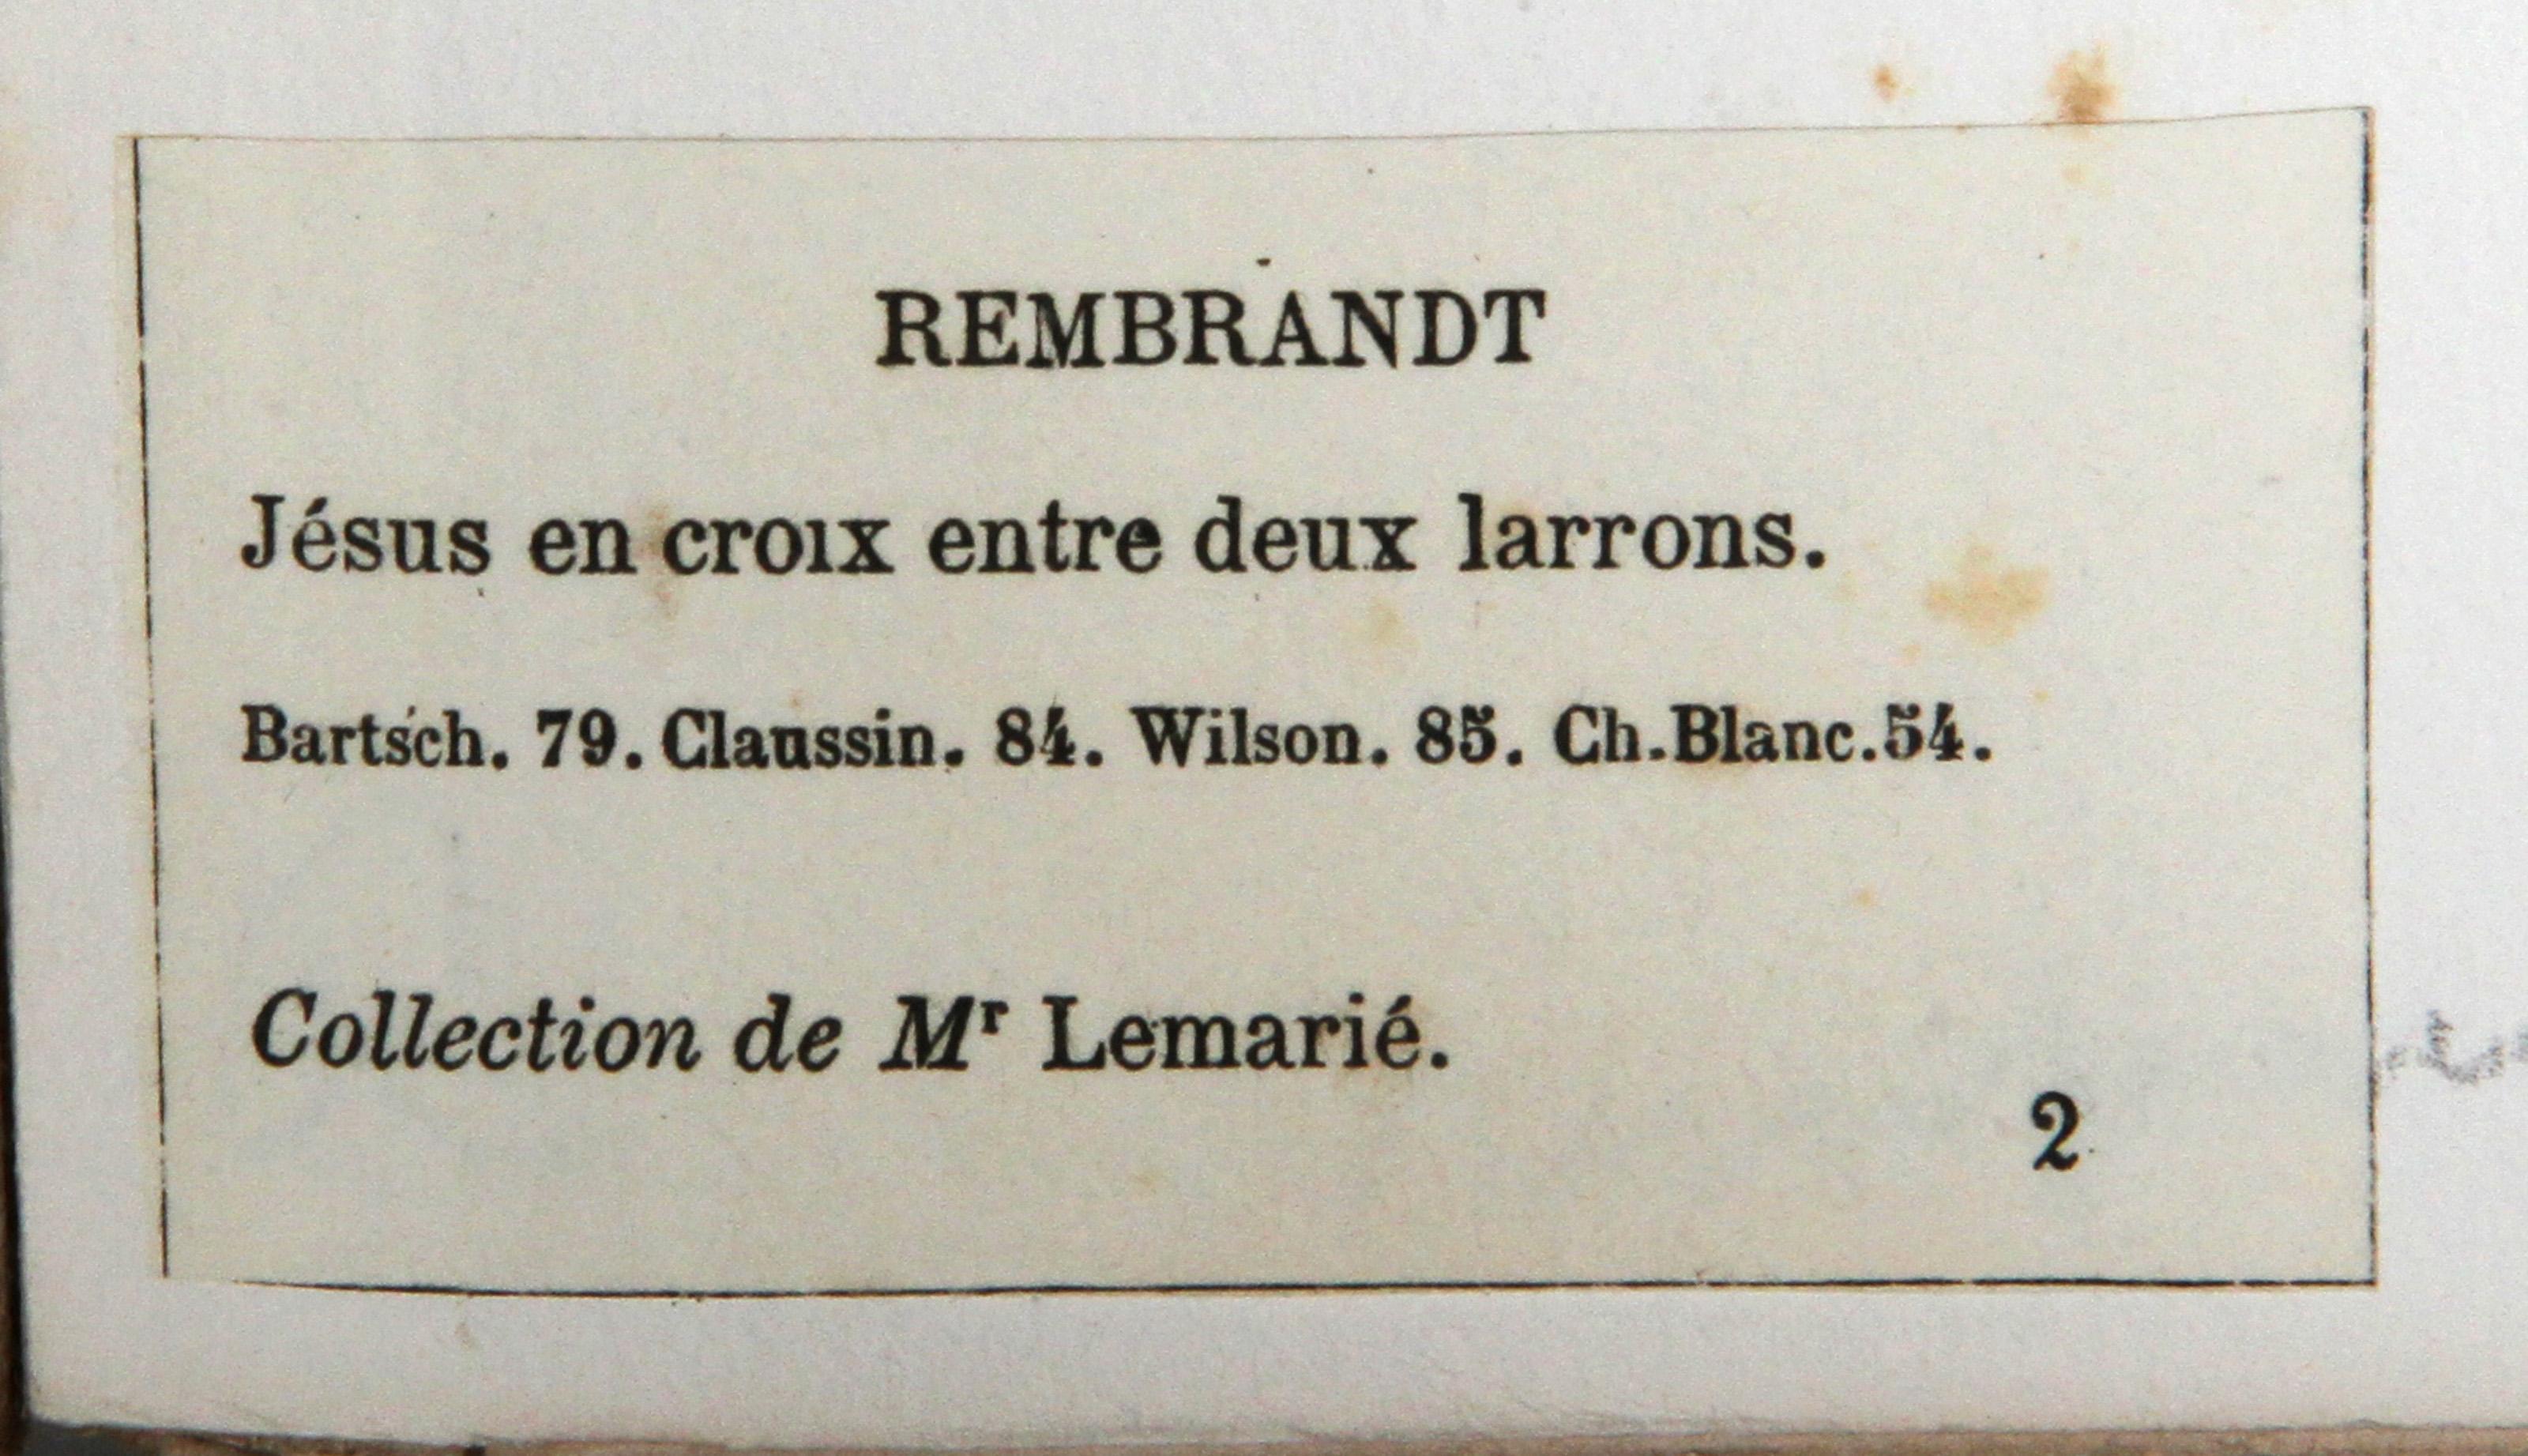 REMBRANDT
Jésus en croix entre deux larrons.
Bartsch. 79. Claussin. 84. Wilson. 85. Ch. Blanc. 54.
Collection de Mr Lemarié.
2